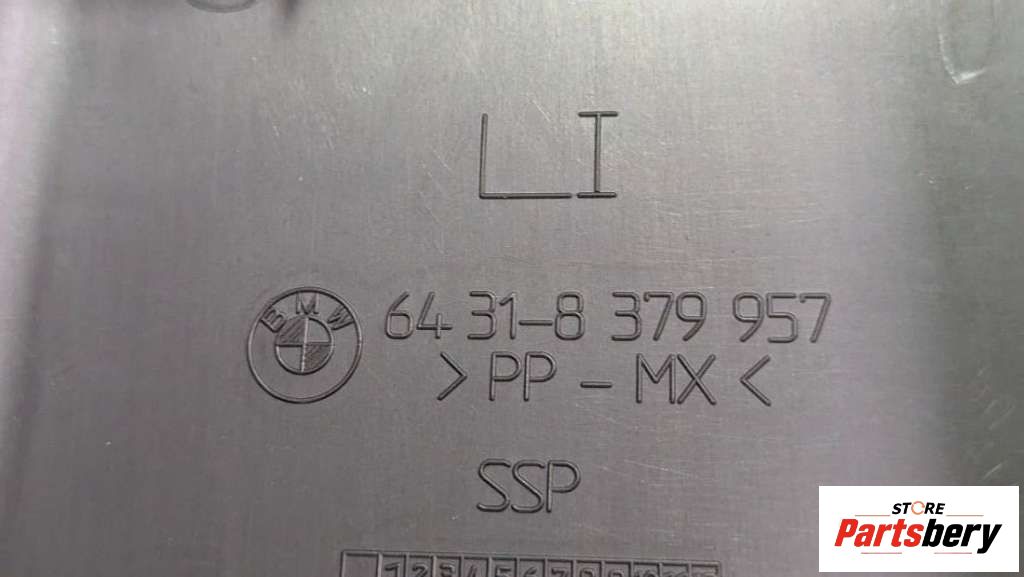 LI
BMW 64 31-8 379 957
>PP-MX<
SSP
STORE
Partsbery